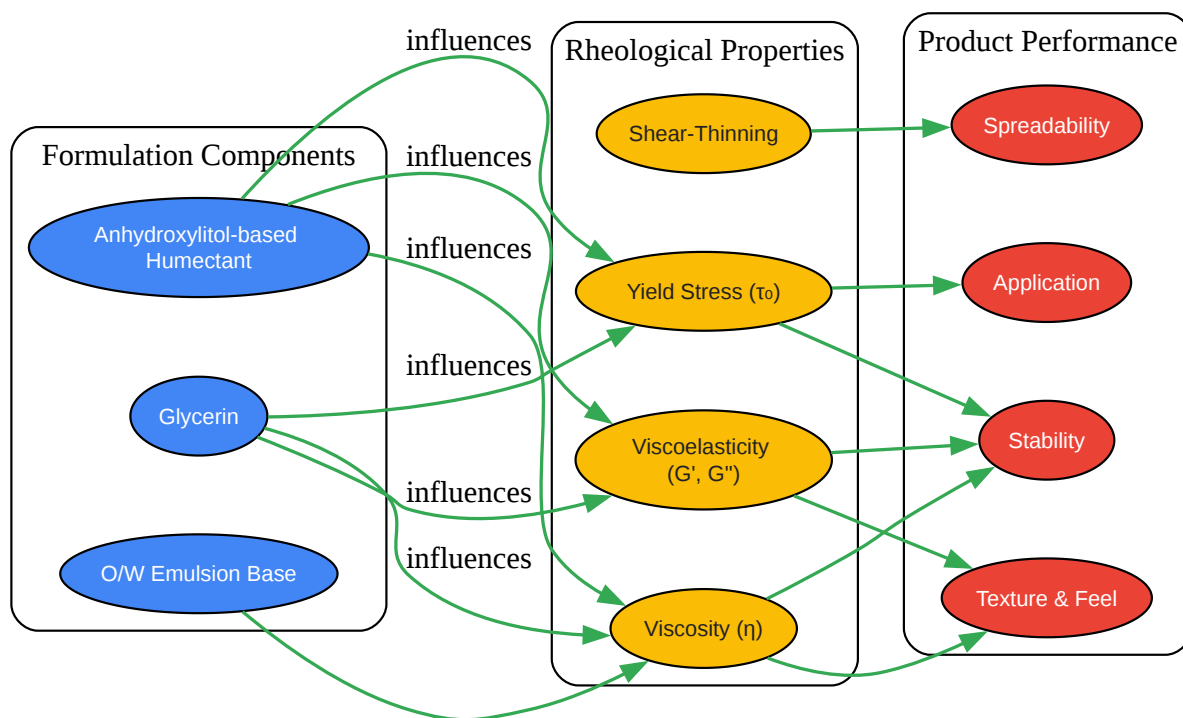 Formulation Components
Anhydroxylitol-based
Humectant
Glycerin
O/W Emulsion Base
influences
influences
influences
influences
influences
influences
Rheological Properties
Shear-Thinning
Yield Stress (τ₀)
Viscoelasticity
(G', G'')
Viscosity (η)
Product Performance
Spreadability
Application
Stability
Texture & Feel